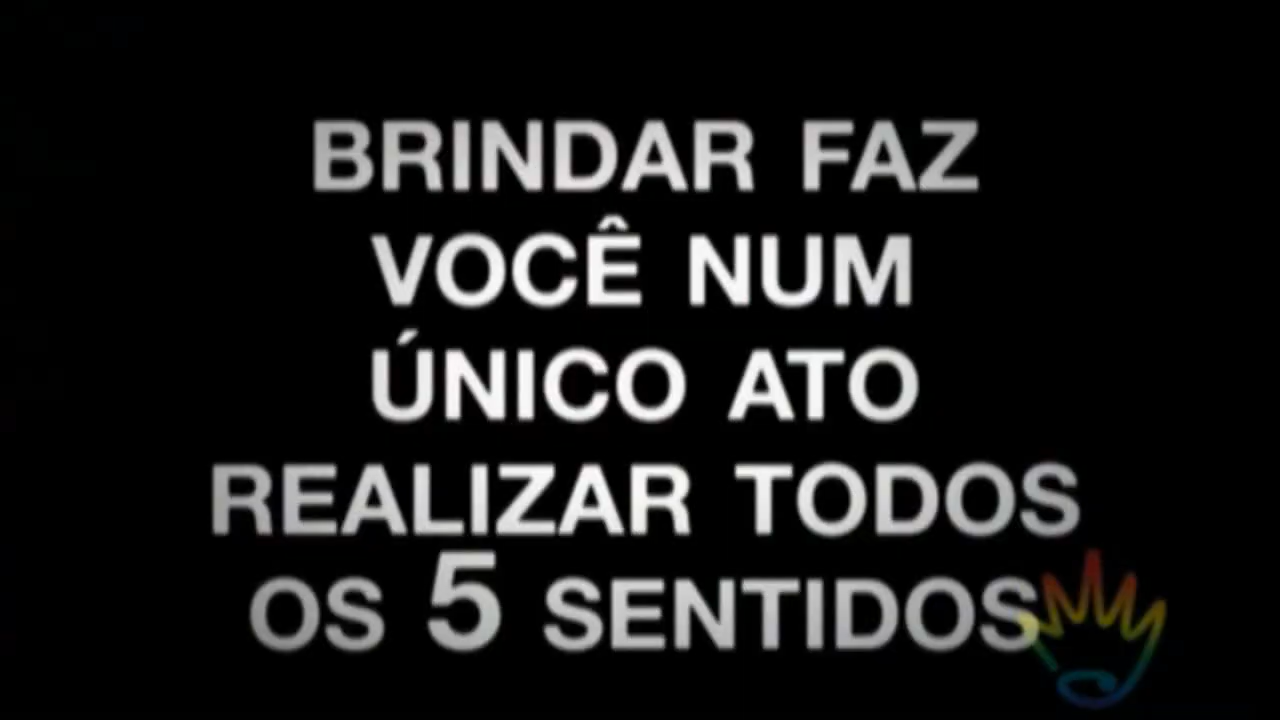 BRINDAR FAZ
VOCÊ NUM
ÚNICO ATO
REALIZAR TODOS
OS 5 SENTIDOS